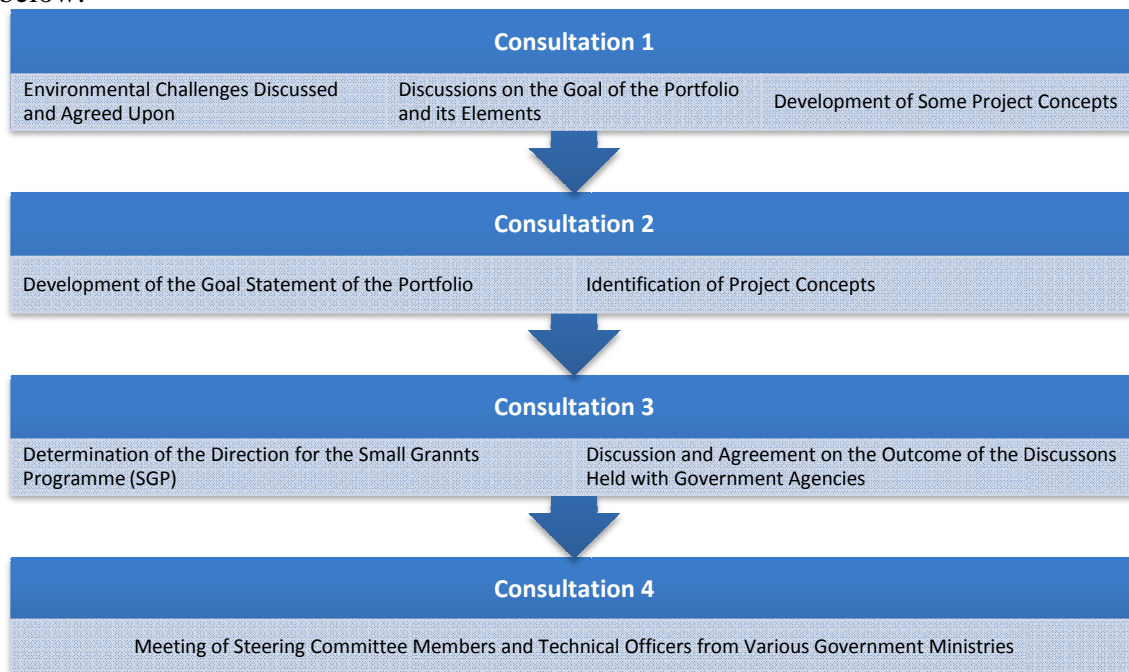 below.
Consultation 1
Environmental Challenges Discussed
and Agreed Upon
Discussions on the Goal of the Portfolio
and its Elements
Development of Some Project Concepts
Consultation 2
Development of the Goal Statement of the Portfolio
Identification of Project Concepts
Consultation 3
Determination of the Direction for the Small Grannts
Programme (SGP)
Discussion and Agreement on the Outcome of the Discussons
Held with Government Agencies
Consultation 4
Meeting of Steering Committee Members and Technical Officers from Various Government Ministries